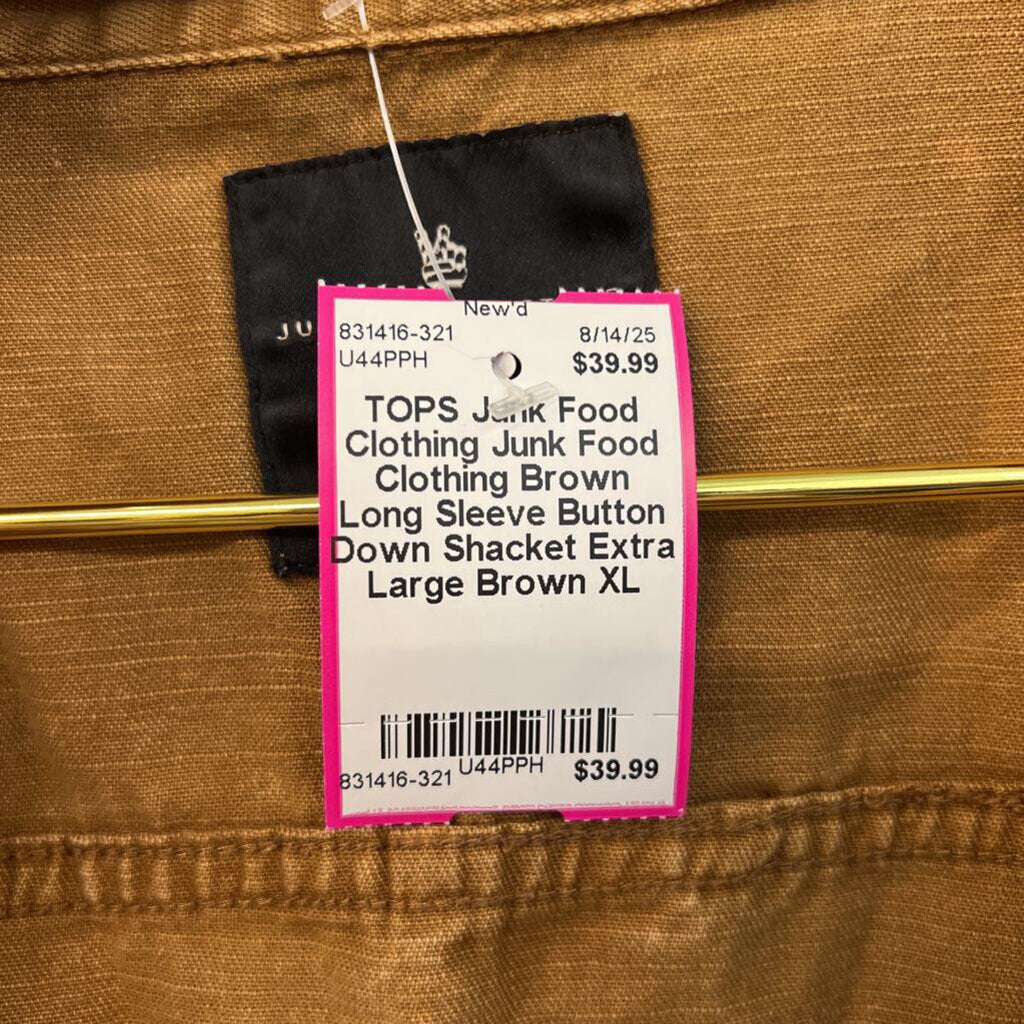 JU
New'd
831416-321 8/14/25
U44PPH $39.99
TOPS Junk Food
Clothing Junk Food
Clothing Brown
Long Sleeve Button
Down Shacket Extra
Large Brown XL
831416-321 U44PPH $39.99